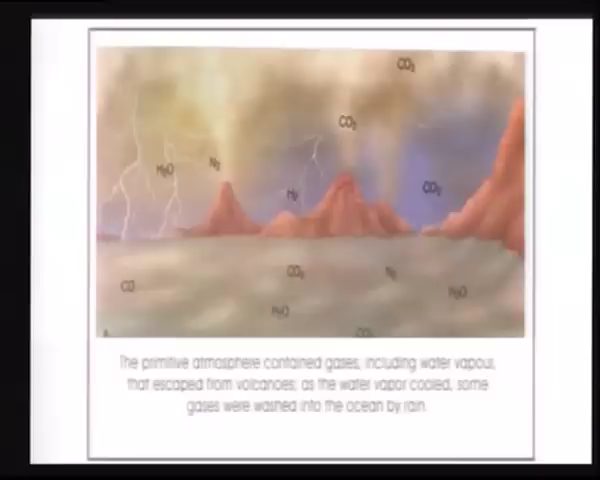 CO₂
CO₂
H₂O N₂
CO₂
H₂
CO₂ N₂
CO
H₂O
H₂O
CO₂
The primitive atmosphere contained gases, including water vapour,
that escaped from volcanoes; as the water vapor cooled, some
gases were washed into the ocean by rain.